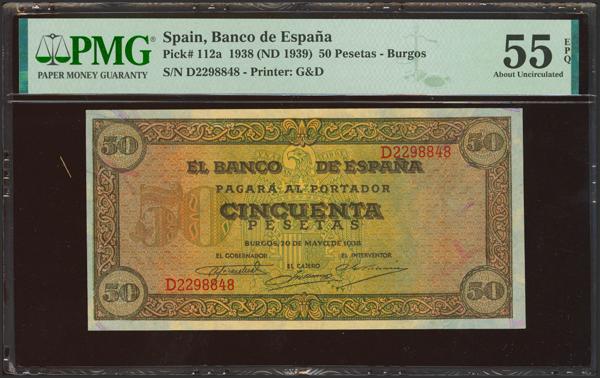 PMG
PAPER MONEY GUARANTY
Spain, Banco de España
Pick# 112a 1938 (ND 1939) 50 Pesetas - Burgos
S/N D2298848 - Printer: G&D
55 EPQ
About Uncirculated
50 50
D2298848
EL BANCO DE ESPAÑA
PAGARÁ AL PORTADOR
50
CINCUENTA
PESETAS
BURGOS, 20 DE MAYO DE 1938
EL GOBERNADOR EL CAJERO EL INTERVENTOR
D2298848
50 50